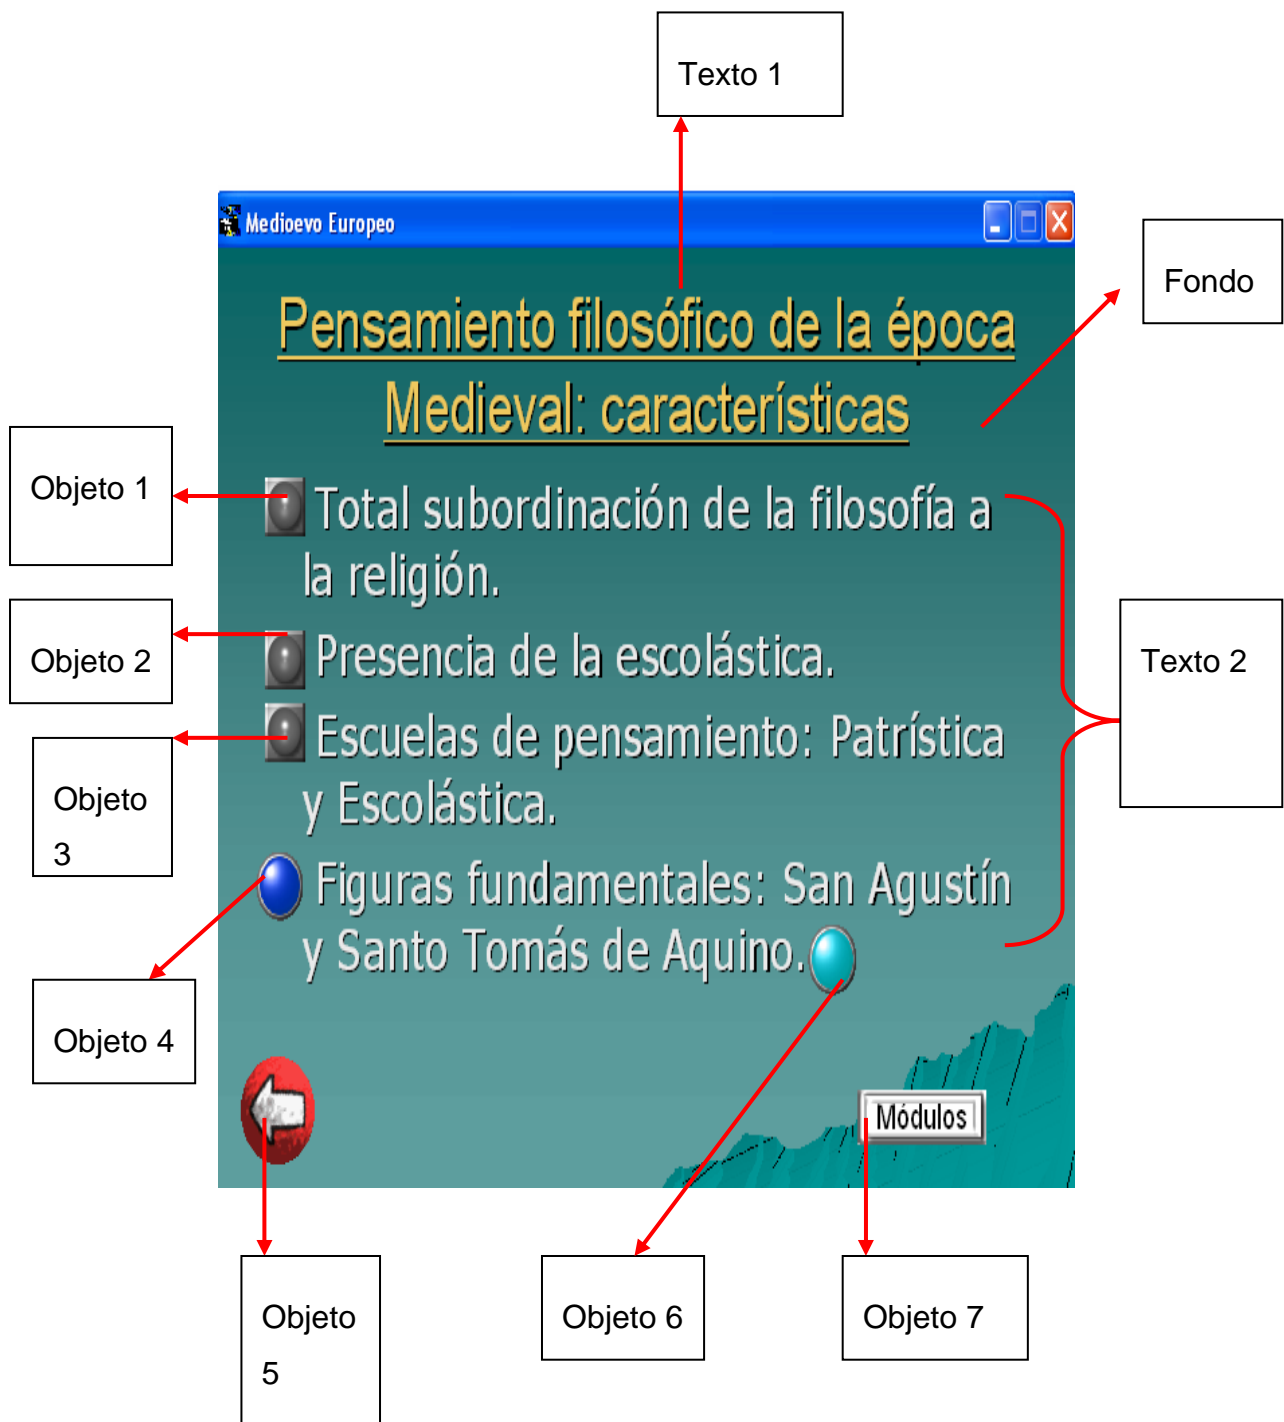 Texto 1
Medioevo Europeo
Fondo
Pensamiento filosófico de la época
Medieval: características
Objeto 1
Total subordinación de la filosofía a
la religión.
Objeto 2
Presencia de la escolástica.
Texto 2
Objeto
3
Escuelas de pensamiento: Patrística
y Escolástica.
Figuras fundamentales: San Agustín
y Santo Tomás de Aquino.
Objeto 4
Módulos
Objeto
5
Objeto 6
Objeto 7